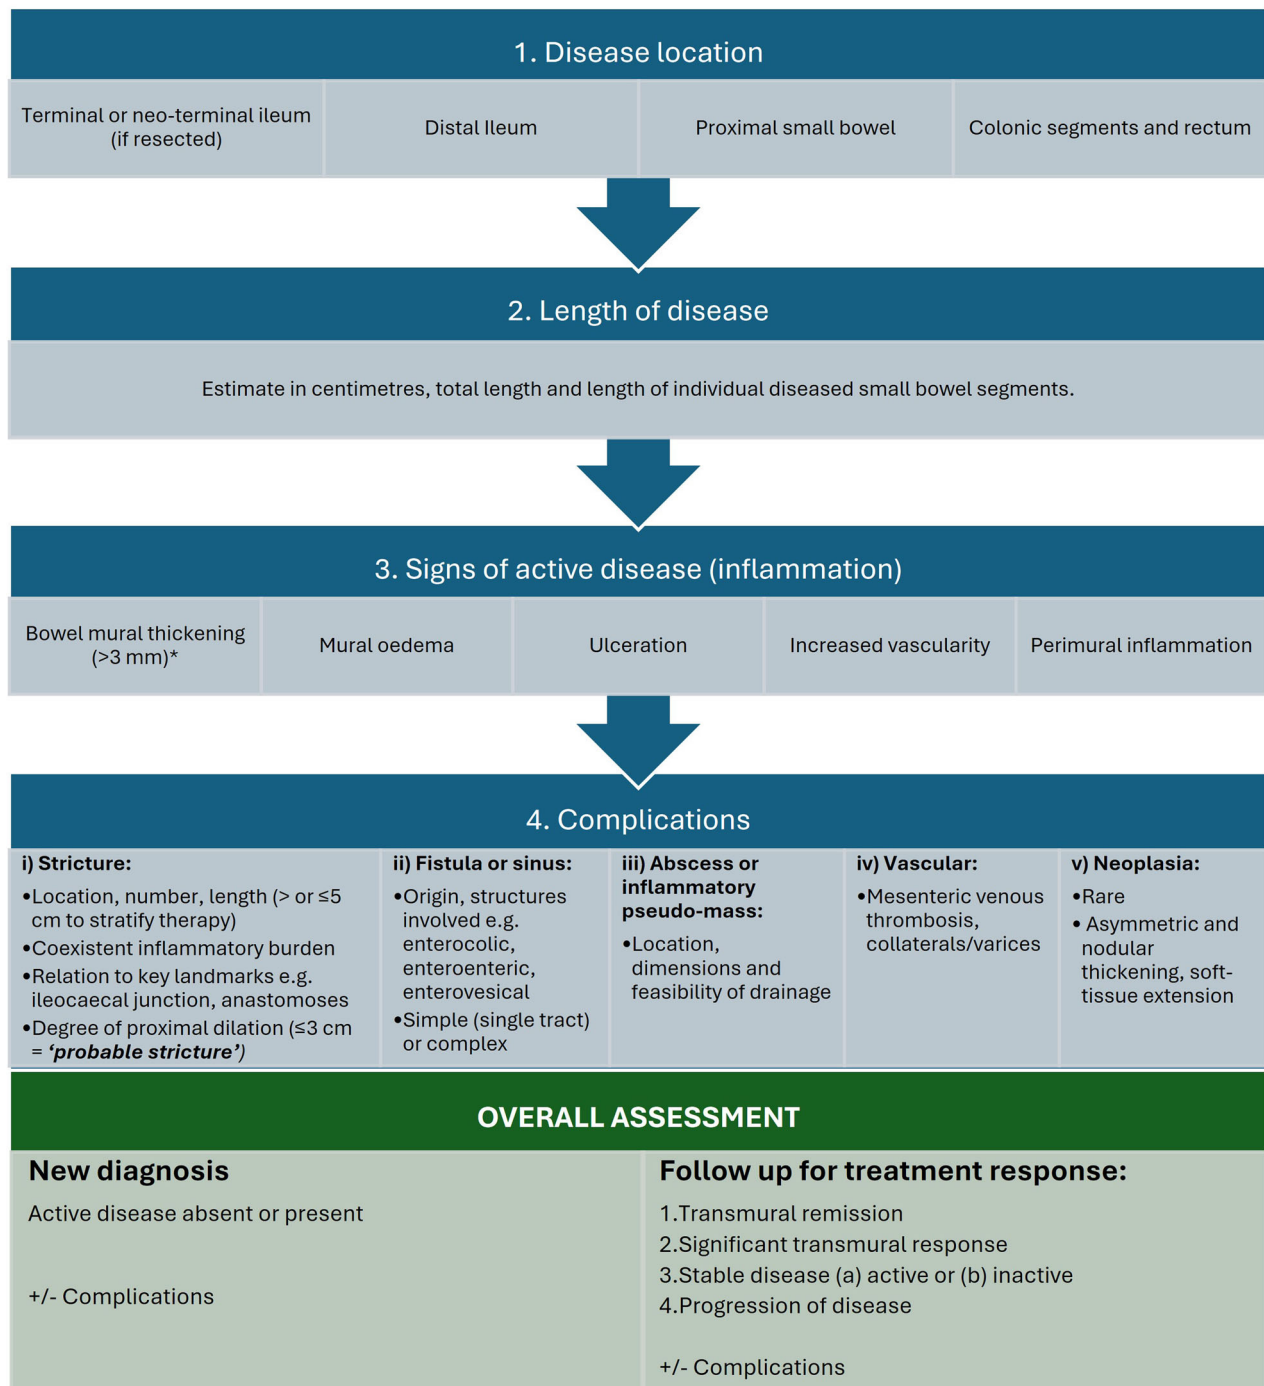 1. Disease location
Terminal or neo-terminal ileum
(if resected)
Distal Ileum
Proximal small bowel
Colonic segments and rectum
2. Length of disease
Estimate in centimetres, total length and length of individual diseased small bowel segments.
3. Signs of active disease (inflammation)
Bowel mural thickening
(>3 mm)*
Mural oedema
Ulceration
Increased vascularity
Perimural inflammation
4. Complications
i) Stricture:
•Location, number, length (> or ≤5
cm to stratify therapy)
•Coexistent inflammatory burden
•Relation to key landmarks e.g.
ileocaecal junction, anastomoses
•Degree of proximal dilation (≤3 cm
= ‘probable stricture’)
ii) Fistula or sinus:
•Origin, structures
involved e.g.
enterocolic,
enteroenteric,
enterovesical
•Simple (single tract)
or complex
iii) Abscess or
inflammatory
pseudo-mass:
•Location,
dimensions and
feasibility of drainage
iv) Vascular:
•Mesenteric venous
thrombosis,
collaterals/varices
v) Neoplasia:
•Rare
• Asymmetric and
nodular
thickening, soft-
tissue extension
OVERALL ASSESSMENT
New diagnosis
Active disease absent or present
+/- Complications
Follow up for treatment response:
1.Transmural remission
2.Significant transmural response
3.Stable disease (a) active or (b) inactive
4.Progression of disease
+/- Complications